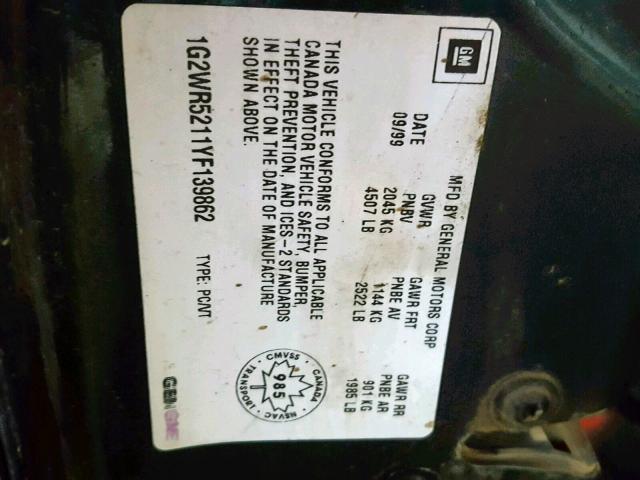 GM
MFD BY GENERAL MOTORS CORP
DATE GVWR GAWR FRT GAWR RR
PNBV PNBE AV PNBE AR
09/99 2045 KG 1144 KG 901 KG
4507 LB 2522 LB 1985 LB
THIS VEHICLE CONFORMS TO ALL APPLICABLE
CANADA MOTOR VEHICLE SAFETY, BUMPER,
THEFT PREVENTION, AND ICES-2 STANDARDS
IN EFFECT ON THE DATE OF MANUFACTURE
SHOWN ABOVE.
CANADA CMVSS
985
TRANSPORT NSVAC
1G2WR5211YF139862 TYPE: PCNT